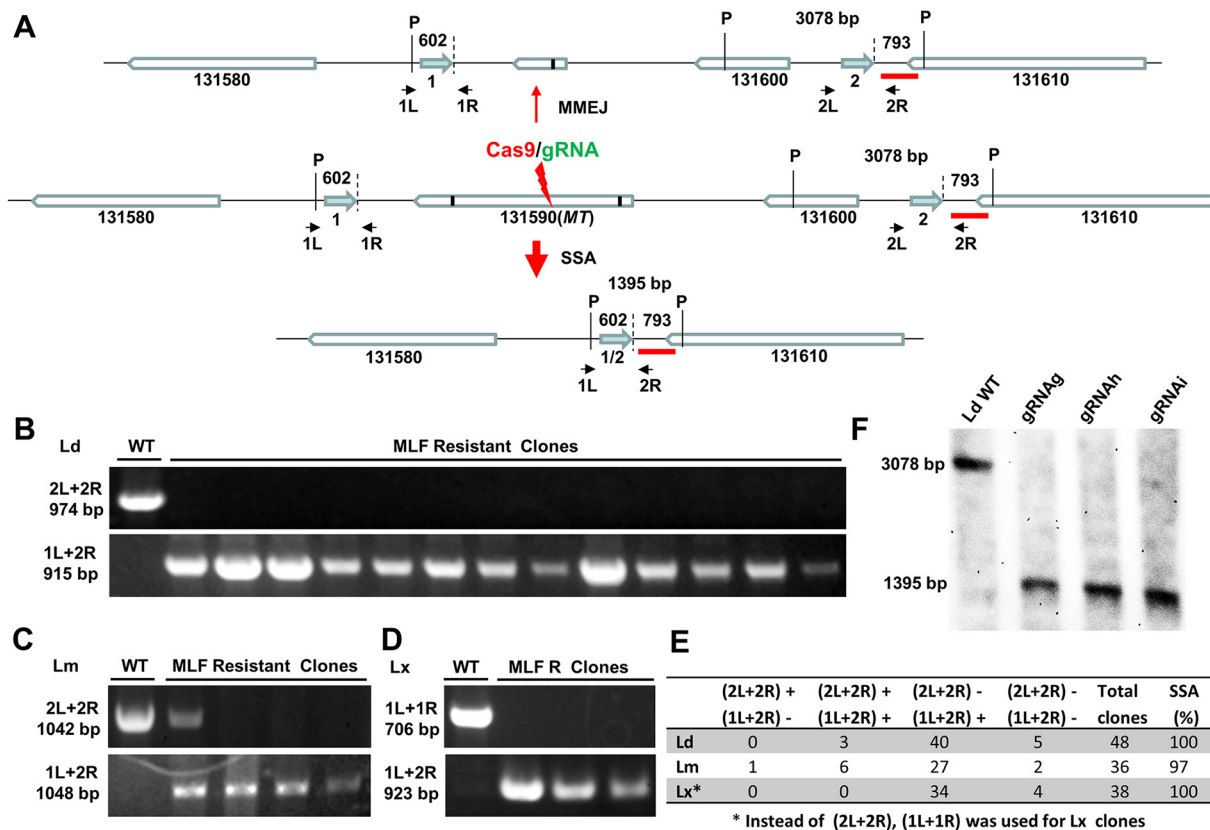 A
P
602
1
131580
1L
1R
MMEJ
P
3078 bp
P
793
131600
2
131610
2L
2R
Cas9/gRNA
P
602
1
131580
1L
1R
131590(MT)
P
3078 bp
P
793
131600
2
131610
2L
2R
SSA
1395 bp
P
P
602
793
131580
1/2
131610
1L
2R
B
Ld
WT
MLF Resistant Clones
2L+2R
974 bp
1L+2R
915 bp
C
Lm
WT
MLF Resistant Clones
2L+2R
1042 bp
1L+2R
1048 bp
D
Lx
WT
MLF R Clones
1L+1R
706 bp
1L+2R
923 bp
F
Ld WT
gRNAg
gRNAh
gRNAi
3078 bp
1395 bp
E
(2L+2R) + (2L+2R) + (2L+2R) - (2L+2R) - Total SSA
(1L+2R) - (1L+2R) + (1L+2R) + (1L+2R) - clones (%)
Ld 0 3 40 5 48 100
Lm 1 6 27 2 36 97
Lx* 0 0 34 4 38 100
* Instead of (2L+2R), (1L+1R) was used for Lx clones